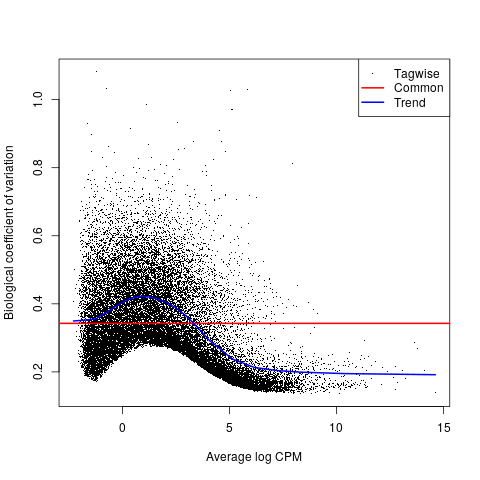 Tagwise
Common
Trend
Biological coefficient of variation
1.0
0.8
0.6
0.4
0.2
0 5 10 15
Average log CPM